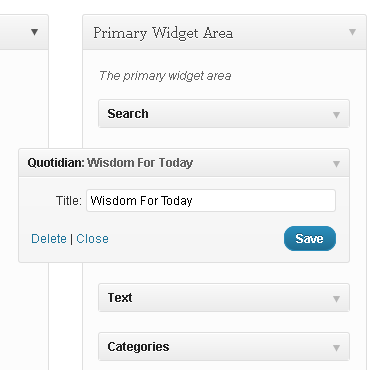 Primary Widget Area
The primary widget area
Search
Quotidian: Wisdom For Today
Title: Wisdom For Today
Delete | Close Save
Text
Categories